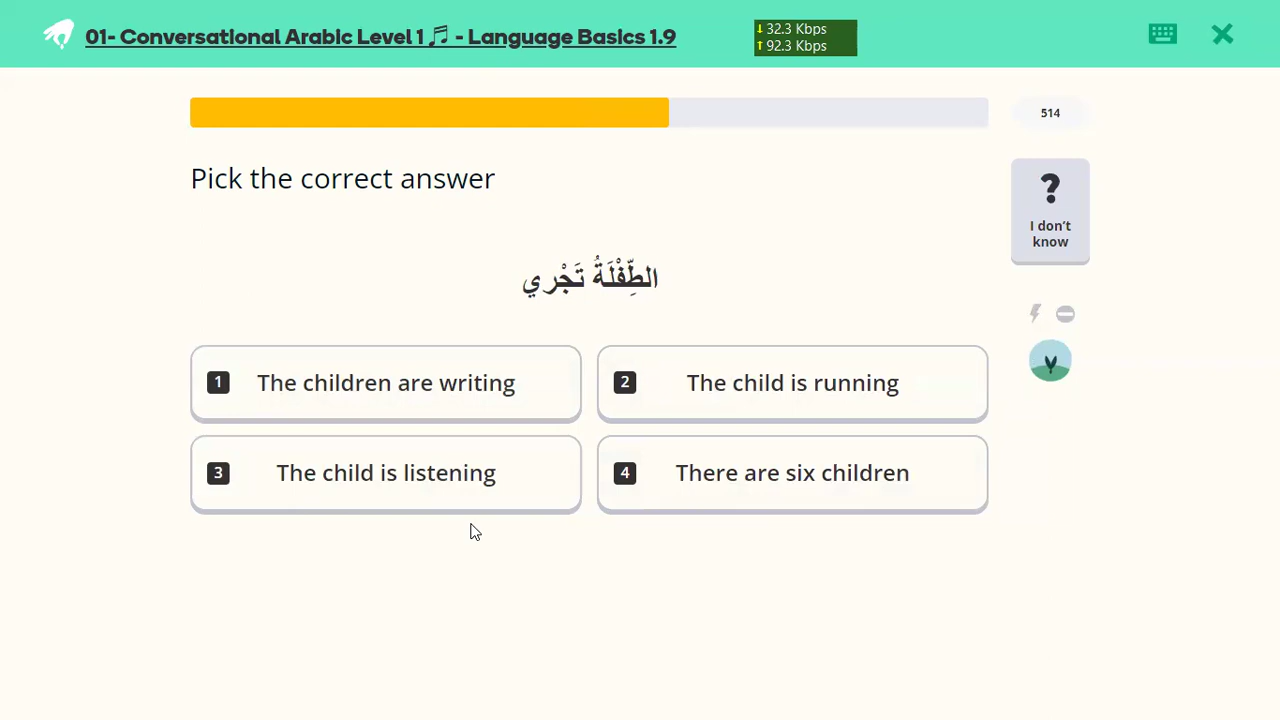 01- Conversational Arabic Level 1 🎵 - Language Basics 1.9
↓ 32.3 Kbps
↑ 92.3 Kbps
514
Pick the correct answer
?
I don't
know
الطِّفْلَةُ تَجْرِي
1 The children are writing
2 The child is running
3 The child is listening
4 There are six children